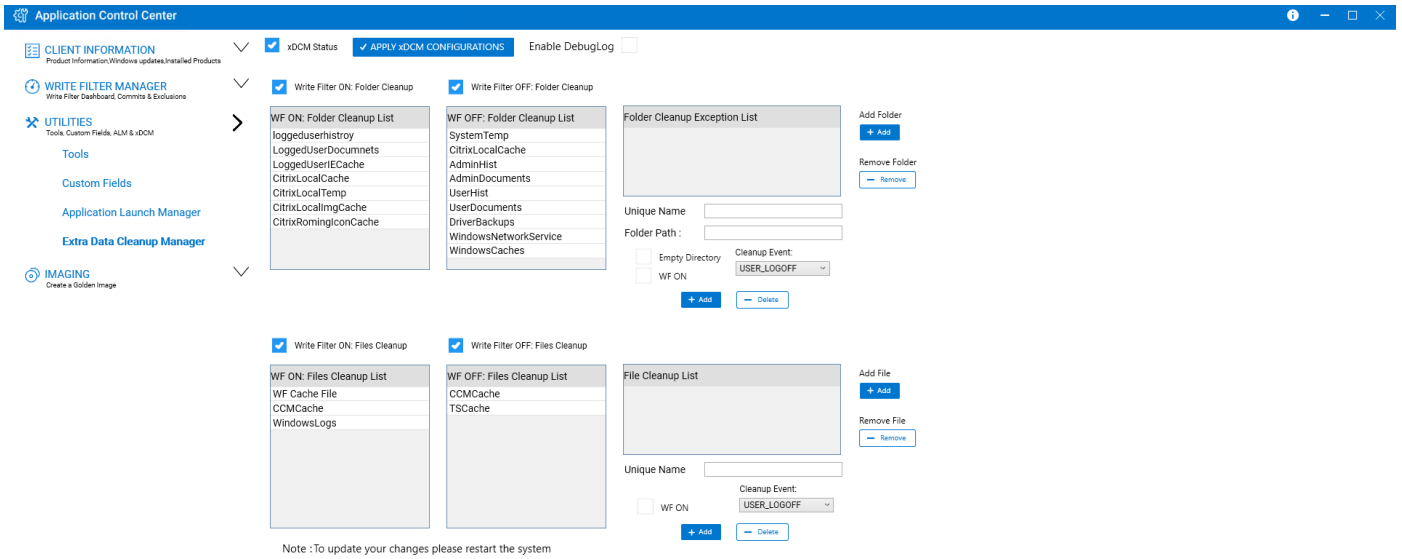 Application Control Center
CLIENT INFORMATION
Product Information,Windows updates,Installed Products
WRITE FILTER MANAGER
Write Filter Dashboard, Commits & Exclusions
UTILITIES
Tools, Custom Fields, ALM & xDCM
Tools
Custom Fields
Application Launch Manager
Extra Data Cleanup Manager
IMAGING
Create a Golden Image
xDCM Status
APPLY xDCM CONFIGURATIONS
Enable DebugLog
Write Filter ON: Folder Cleanup
Write Filter OFF: Folder Cleanup
WF ON: Folder Cleanup List
loggeduserhistroy
LoggedUserDocumnets
LoggedUserIECache
CitrixLocalCache
CitrixLocalTemp
CitrixLocalImgCache
CitrixRomingIconCache
WF OFF: Folder Cleanup List
SystemTemp
CitrixLocalCache
AdminHist
AdminDocuments
UserHist
UserDocuments
DriverBackups
WindowsNetworkService
WindowsCaches
Folder Cleanup Exception List
Add Folder
+ Add
Remove Folder
— Remove
Unique Name
Folder Path :
Empty Directory
WF ON
Cleanup Event:
USER_LOGOFF
+ Add
— Delete
Write Filter ON: Files Cleanup
Write Filter OFF: Files Cleanup
WF ON: Files Cleanup List
WF Cache File
CCMCache
WindowsLogs
WF OFF: Files Cleanup List
CCMCache
TSCache
File Cleanup List
Add File
+ Add
Remove File
— Remove
Unique Name
WF ON
Cleanup Event:
USER_LOGOFF
+ Add
— Delete
Note :To update your changes please restart the system